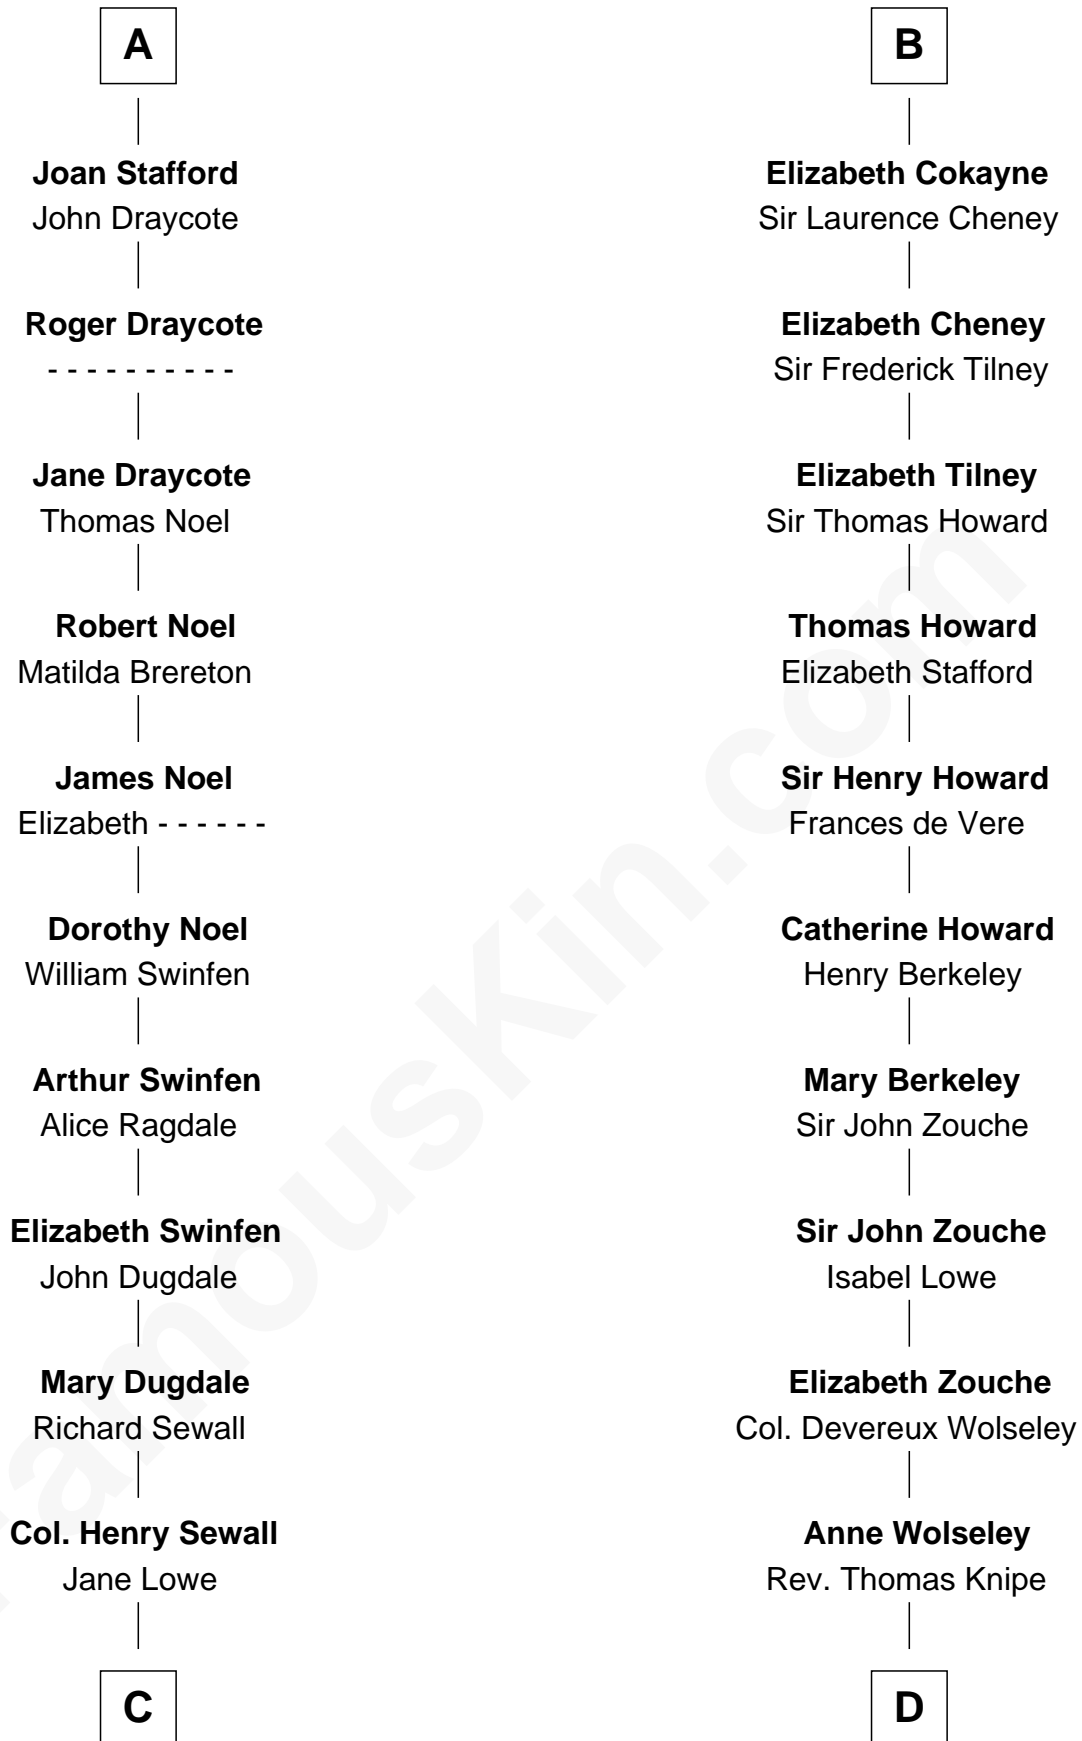 A
Joan Stafford
John Draycote
Roger Draycote
- - - - - - - - - -
Jane Draycote
Thomas Noel
Robert Noel
Matilda Brereton
James Noel
Elizabeth - - - - - -
Dorothy Noel
William Swinfen
Arthur Swinfen
Alice Ragdale
Elizabeth Swinfen
John Dugdale
Mary Dugdale
Richard Sewall
Col. Henry Sewall
Jane Lowe
C
B
Elizabeth Cokayne
Sir Laurence Cheney
Elizabeth Cheney
Sir Frederick Tilney
Elizabeth Tilney
Sir Thomas Howard
Thomas Howard
Elizabeth Stafford
Sir Henry Howard
Frances de Vere
Catherine Howard
Henry Berkeley
Mary Berkeley
Sir John Zouche
Sir John Zouche
Isabel Lowe
Elizabeth Zouche
Col. Devereux Wolseley
Anne Wolseley
Rev. Thomas Knipe
D
FamousKin.com